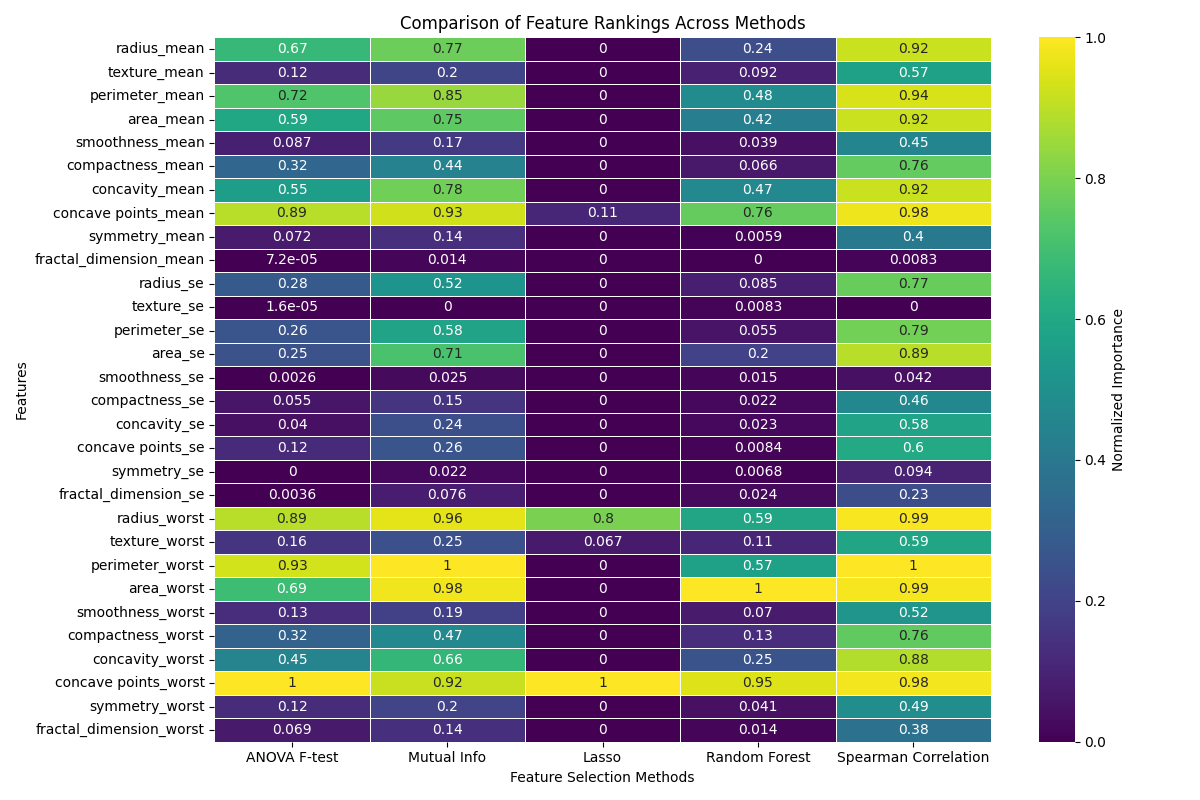 Comparison of Feature Rankings Across Methods
radius_mean 0.67 0.77 0 0.24 0.92
texture_mean 0.12 0.2 0 0.092 0.57
perimeter_mean 0.72 0.85 0 0.48 0.94
area_mean 0.59 0.75 0 0.42 0.92
smoothness_mean 0.087 0.17 0 0.039 0.45
compactness_mean 0.32 0.44 0 0.066 0.76
concavity_mean 0.55 0.78 0 0.47 0.92
concave points_mean 0.89 0.93 0.11 0.76 0.98
symmetry_mean 0.072 0.14 0 0.0059 0.4
fractal_dimension_mean 7.2e-05 0.014 0 0 0.0083
radius_se 0.28 0.52 0 0.085 0.77
texture_se 1.6e-05 0 0 0.0083 0
perimeter_se 0.26 0.58 0 0.055 0.79
area_se 0.25 0.71 0 0.2 0.89
smoothness_se 0.0026 0.025 0 0.015 0.042
compactness_se 0.055 0.15 0 0.022 0.46
concavity_se 0.04 0.24 0 0.023 0.58
concave points_se 0.12 0.26 0 0.0084 0.6
symmetry_se 0 0.022 0 0.0068 0.094
fractal_dimension_se 0.0036 0.076 0 0.024 0.23
radius_worst 0.89 0.96 0.8 0.59 0.99
texture_worst 0.16 0.25 0.067 0.11 0.59
perimeter_worst 0.93 1 0 0.57 1
area_worst 0.69 0.98 0 1 0.99
smoothness_worst 0.13 0.19 0 0.07 0.52
compactness_worst 0.32 0.47 0 0.13 0.76
concavity_worst 0.45 0.66 0 0.25 0.88
concave points_worst 1 0.92 1 0.95 0.98
symmetry_worst 0.12 0.2 0 0.041 0.49
fractal_dimension_worst 0.069 0.14 0 0.014 0.38
ANOVA F-test Mutual Info Lasso Random Forest Spearman Correlation
Feature Selection Methods
Features
1.0
0.8
0.6
0.4
0.2
0.0
Normalized Importance